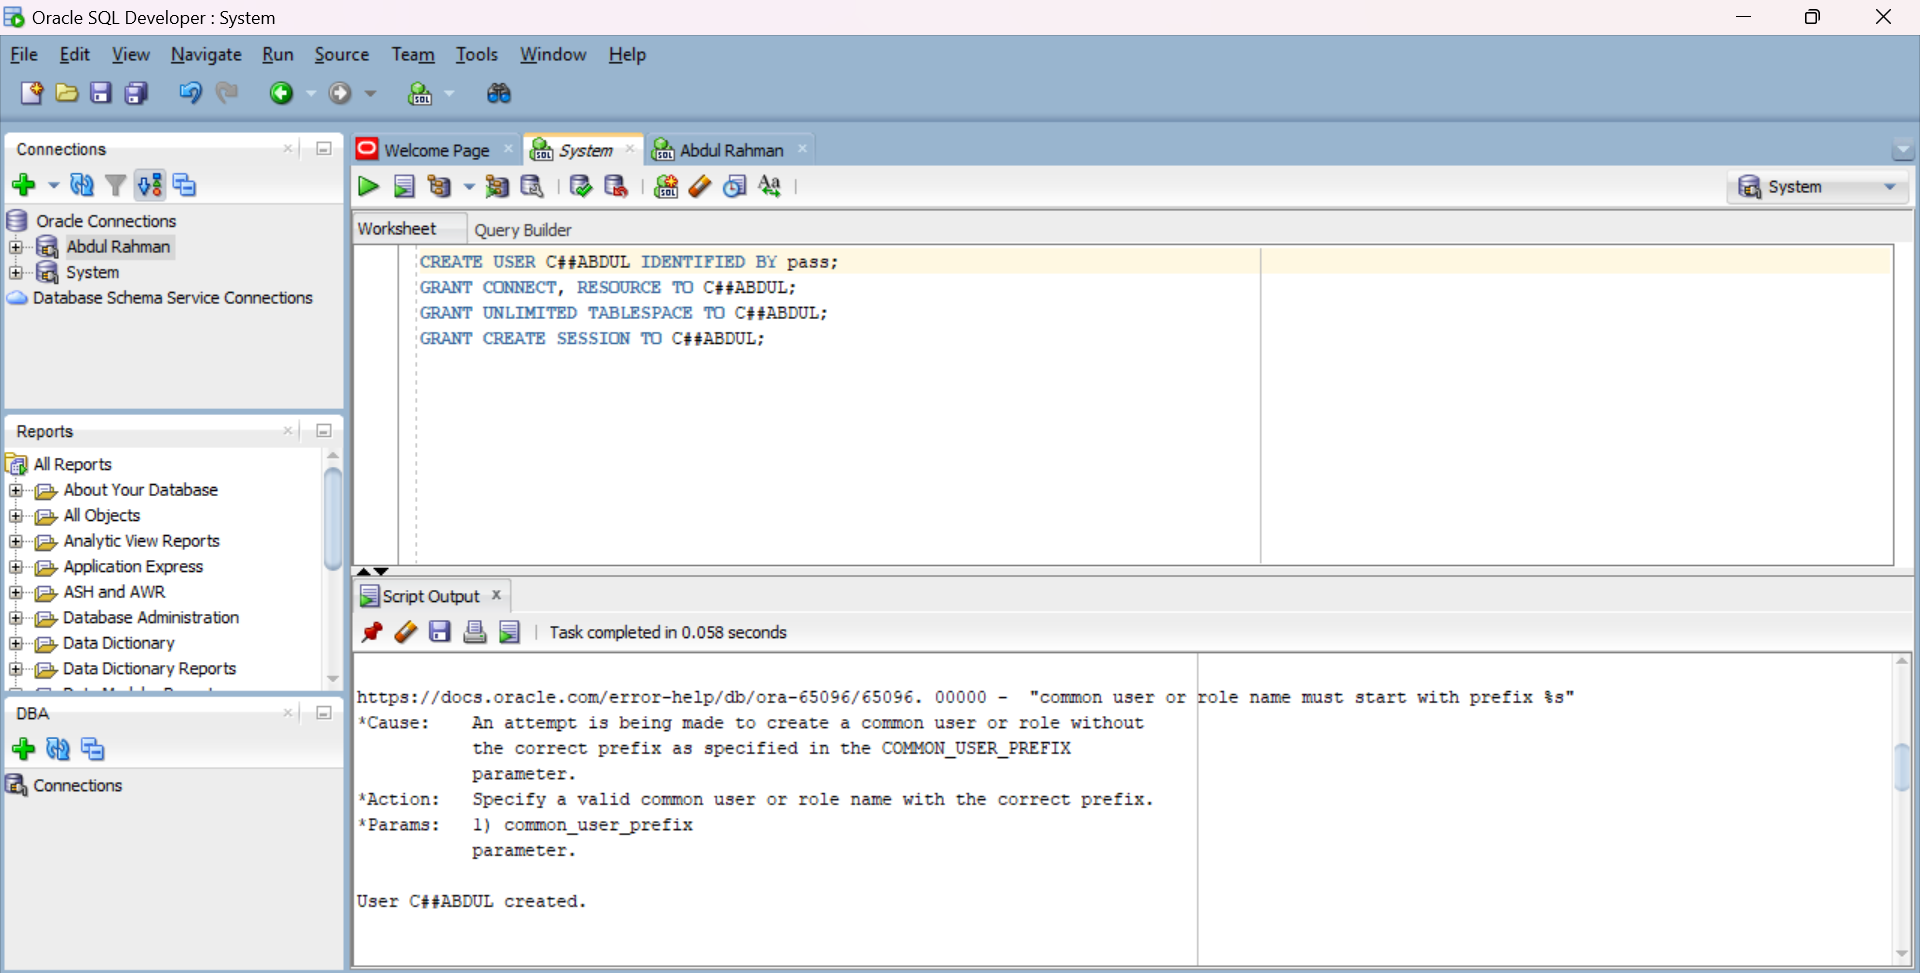 Oracle SQL Developer : System
File Edit View Navigate Run Source Team Tools Window Help
Connections
Oracle Connections
Abdul Rahman
System
Database Schema Service Connections
Reports
All Reports
About Your Database
All Objects
Analytic View Reports
Application Express
ASH and AWR
Database Administration
Data Dictionary
Data Dictionary Reports
DBA
Connections
Welcome Page System Abdul Rahman
System
Worksheet Query Builder
CREATE USER C##ABDUL IDENTIFIED BY pass;
GRANT CONNECT, RESOURCE TO C##ABDUL;
GRANT UNLIMITED TABLESPACE TO C##ABDUL;
GRANT CREATE SESSION TO C##ABDUL;
Script Output
Task completed in 0.058 seconds
https://docs.oracle.com/error-help/db/ora-65096/65096. 00000 - "common user or role name must start with prefix %s"
*Cause: An attempt is being made to create a common user or role without
the correct prefix as specified in the COMMON_USER_PREFIX
parameter.
*Action: Specify a valid common user or role name with the correct prefix.
*Params: 1) common_user_prefix
parameter.
User C##ABDUL created.